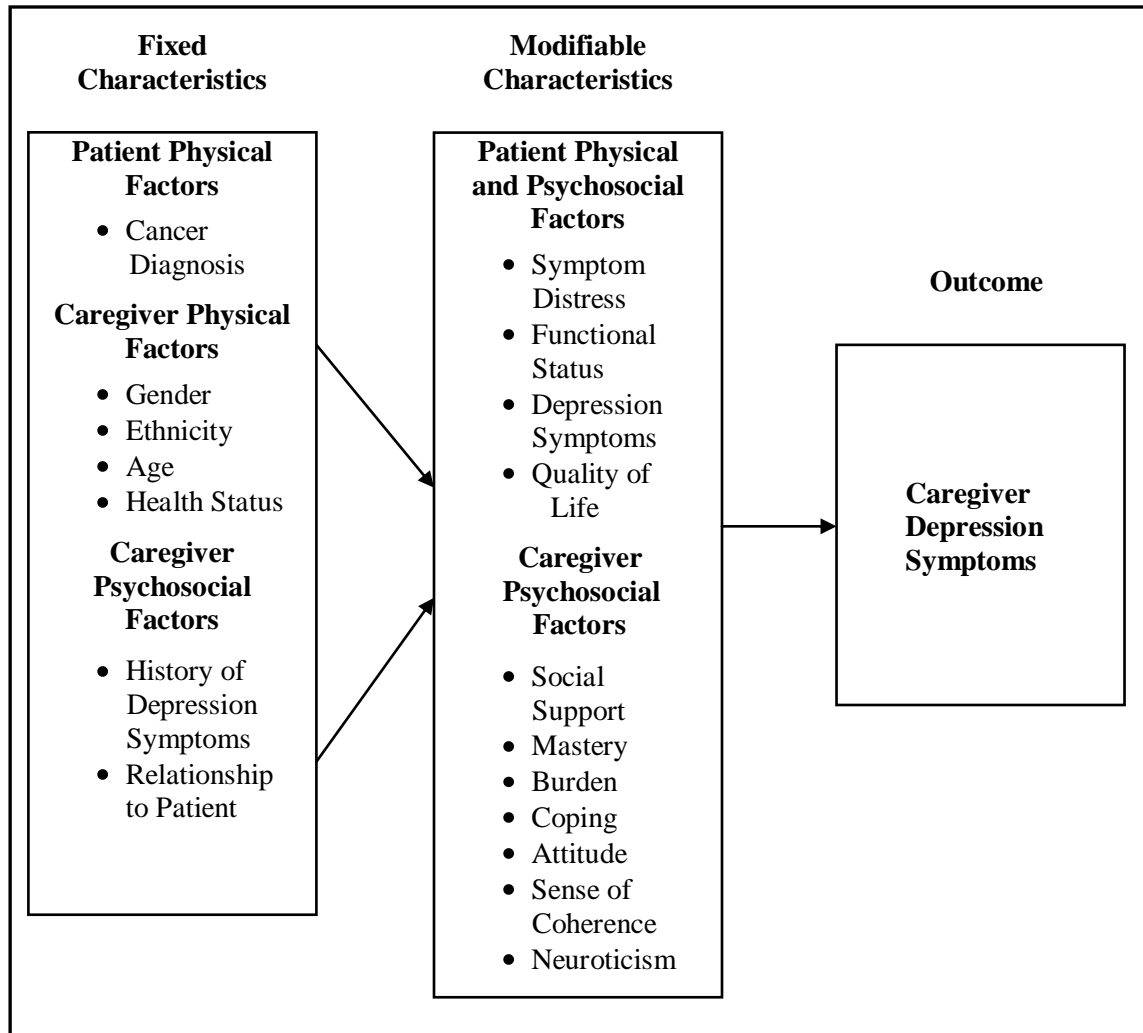 Fixed
Characteristics
Patient Physical
Factors
• Cancer
Diagnosis
Caregiver Physical
Factors
• Gender
• Ethnicity
• Age
• Health Status
Caregiver
Psychosocial
Factors
• History of
Depression
Symptoms
• Relationship
to Patient
Modifiable
Characteristics
Patient Physical
and Psychosocial
Factors
• Symptom
Distress
• Functional
Status
• Depression
Symptoms
• Quality of
Life
Caregiver
Psychosocial
Factors
• Social
Support
• Mastery
• Burden
• Coping
• Attitude
• Sense of
Coherence
• Neuroticism
Outcome
Caregiver
Depression
Symptoms